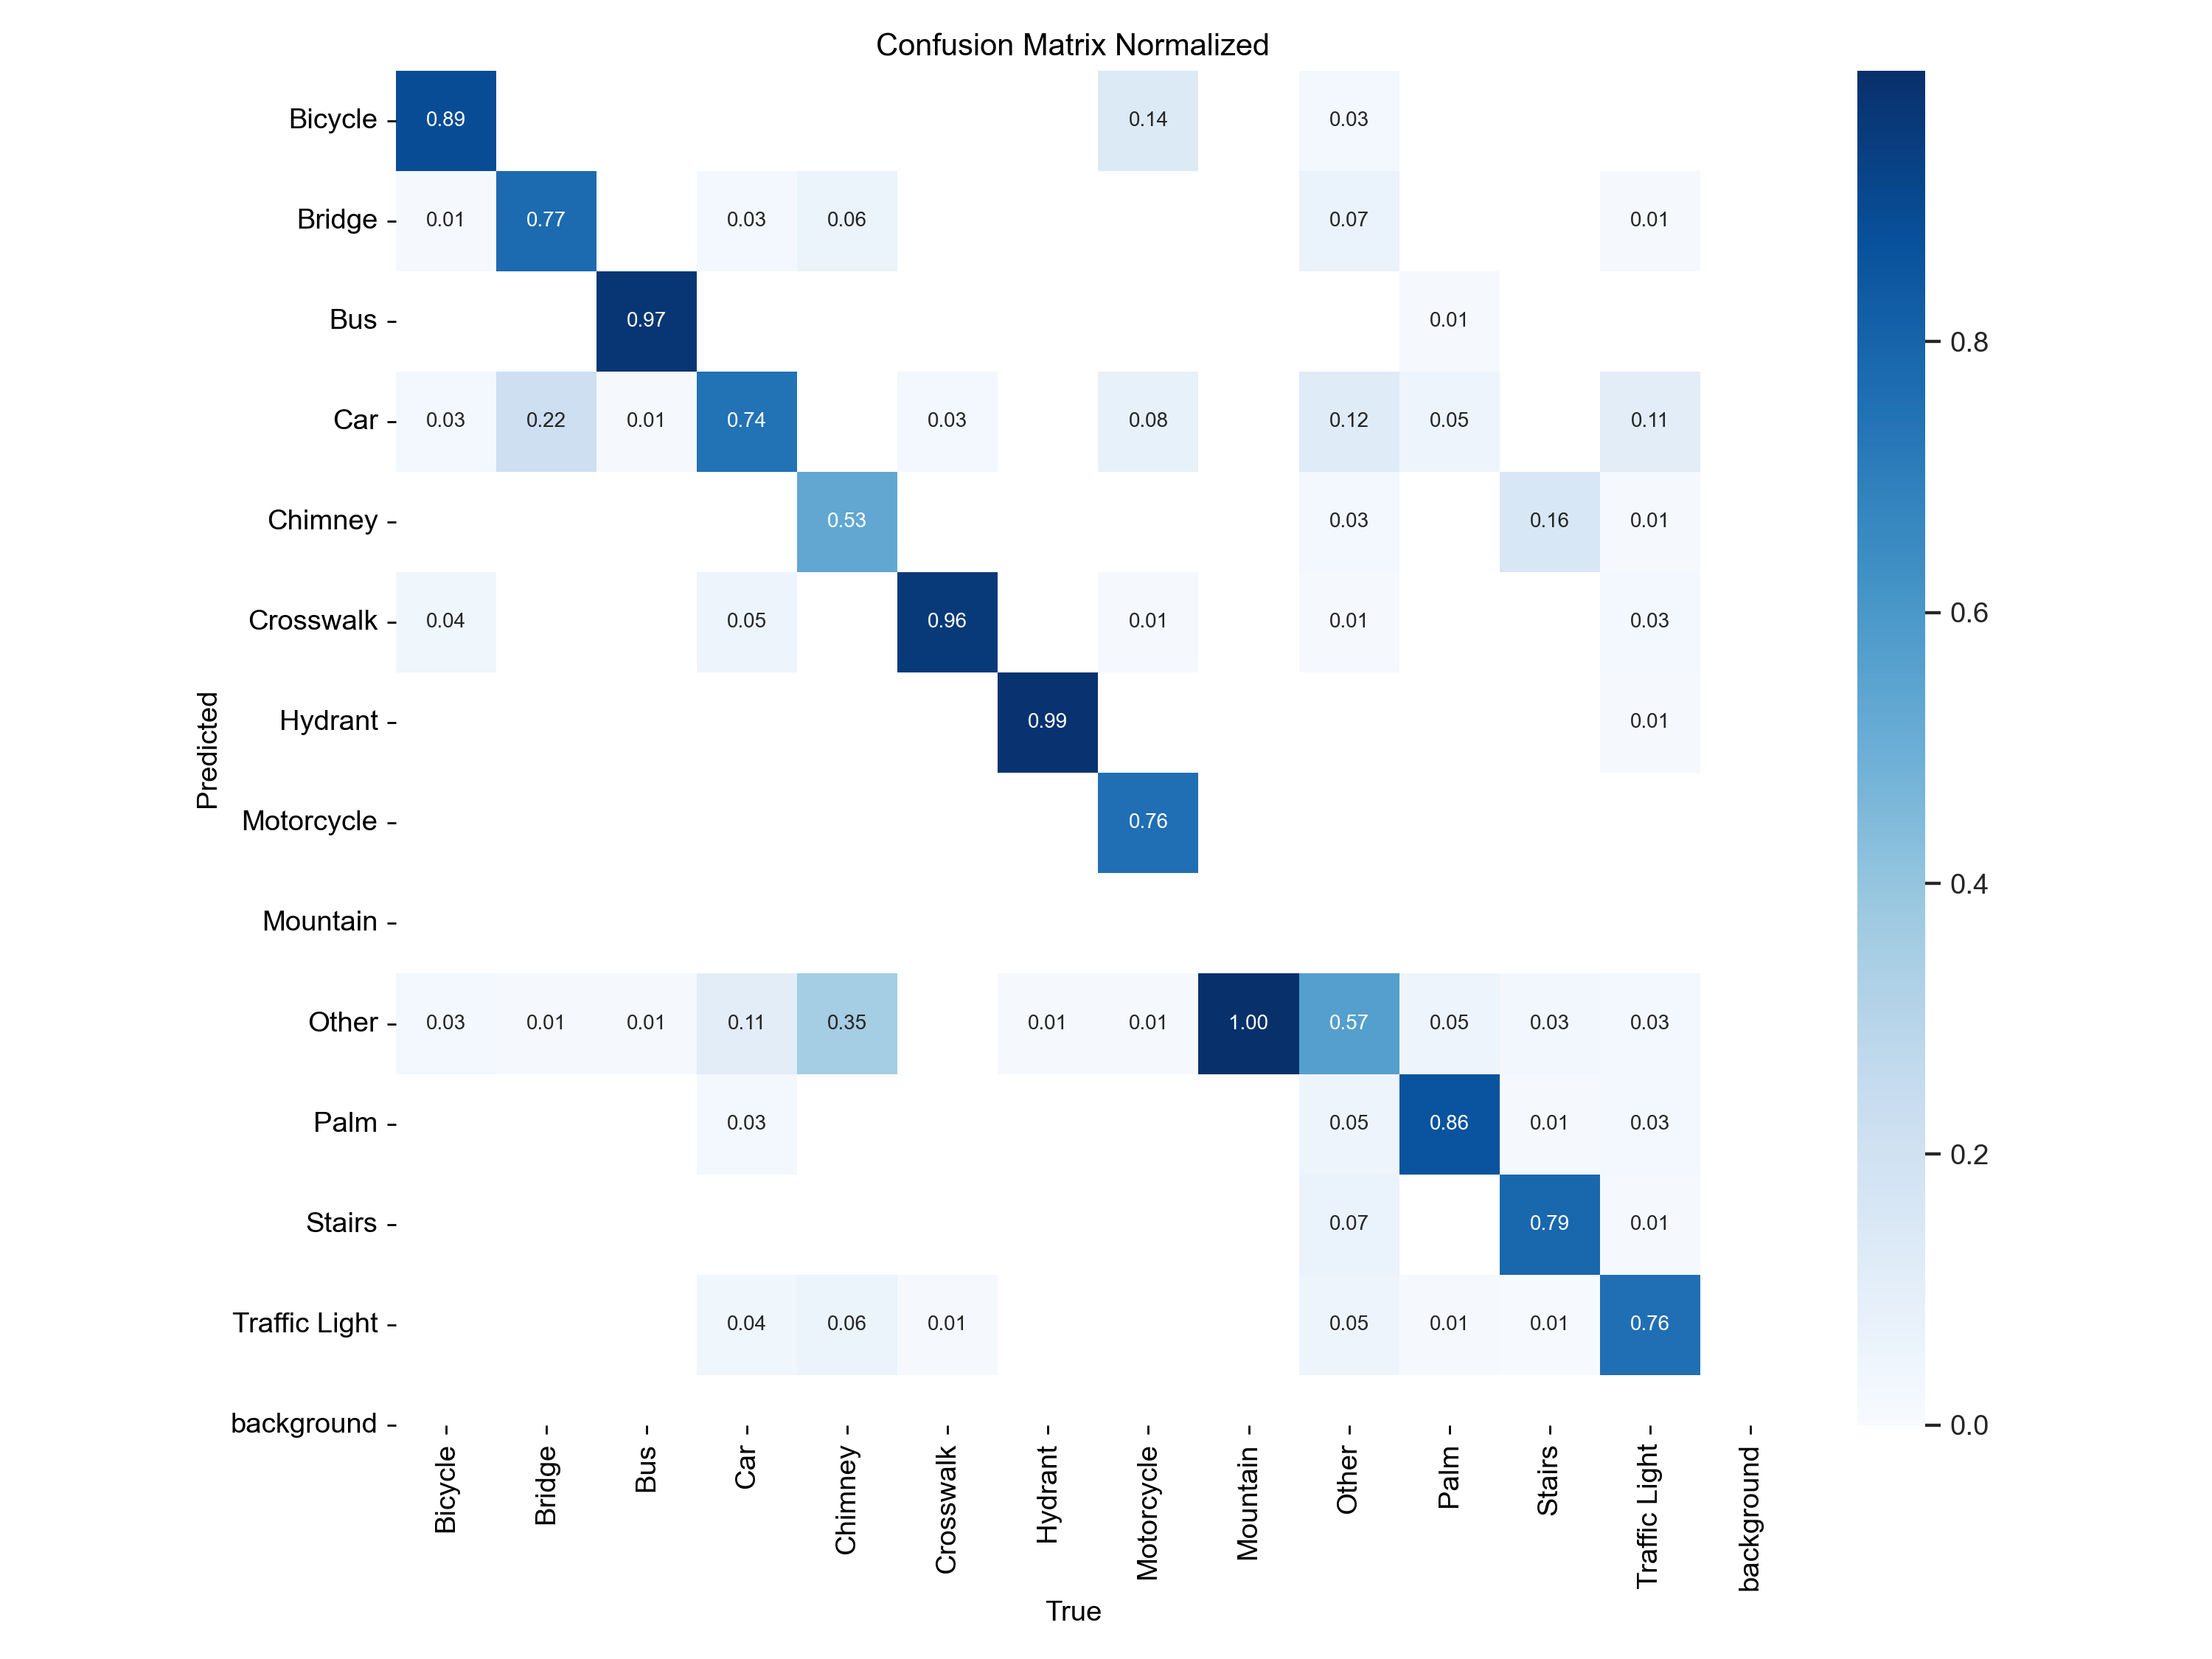 Confusion Matrix Normalized
Bicycle 0.89 0.14 0.03
Bridge 0.01 0.77 0.03 0.06 0.07 0.01
Bus 0.97 0.01
Car 0.03 0.22 0.01 0.74 0.03 0.08 0.12 0.05 0.11
Chimney 0.53 0.03 0.16 0.01
Crosswalk 0.04 0.05 0.96 0.01 0.01 0.03
Hydrant 0.99 0.01
Motorcycle 0.76
Mountain
Other 0.03 0.01 0.01 0.11 0.35 0.01 0.01 1.00 0.57 0.05 0.03 0.03
Palm 0.03 0.05 0.86 0.01 0.03
Stairs 0.07 0.79 0.01
Traffic Light 0.04 0.06 0.01 0.05 0.01 0.01 0.76
background
Predicted
Bicycle Bridge Bus Car Chimney Crosswalk Hydrant Motorcycle Mountain Other Palm Stairs Traffic Light background
True
0.8
0.6
0.4
0.2
0.0